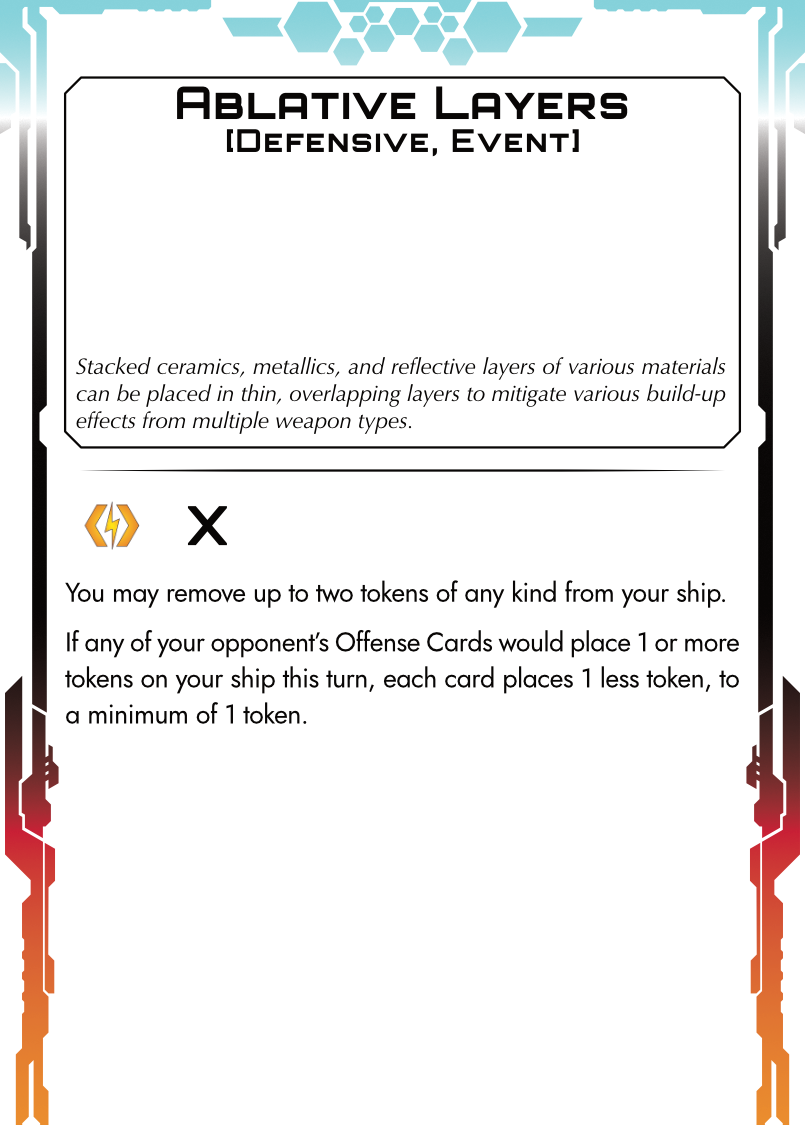 Ablative Layers
[Defensive, Event]
Stacked ceramics, metallics, and reflective layers of various materials
can be placed in thin, overlapping layers to mitigate various build-up
effects from multiple weapon types.
X
You may remove up to two tokens of any kind from your ship.
If any of your opponent’s Offense Cards would place 1 or more
tokens on your ship this turn, each card places 1 less token, to
a minimum of 1 token.